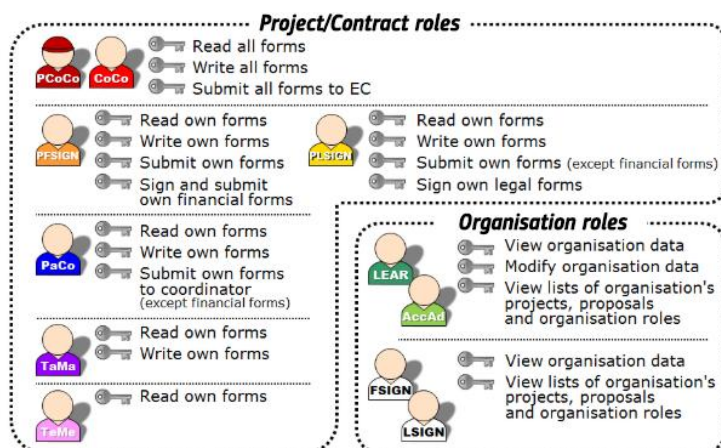 Project/Contract roles
PCoCo
CoCo
Read all forms
Write all forms
Submit all forms to EC
PFSIGN
Read own forms
Write own forms
Submit own forms
Sign and submit
own financial forms
PLSIGN
Read own forms
Write own forms
Submit own forms (except financial forms)
Sign own legal forms
PaCo
Read own forms
Write own forms
Submit own forms
to coordinator
(except financial forms)
TaMa
Read own forms
Write own forms
TeMe
Read own forms
Organisation roles
LEAR
AccAd
View organisation data
Modify organisation data
View lists of organisation's
projects, proposals
and organisation roles
FSIGN
LSIGN
View organisation data
View lists of organisation's
projects, proposals
and organisation roles